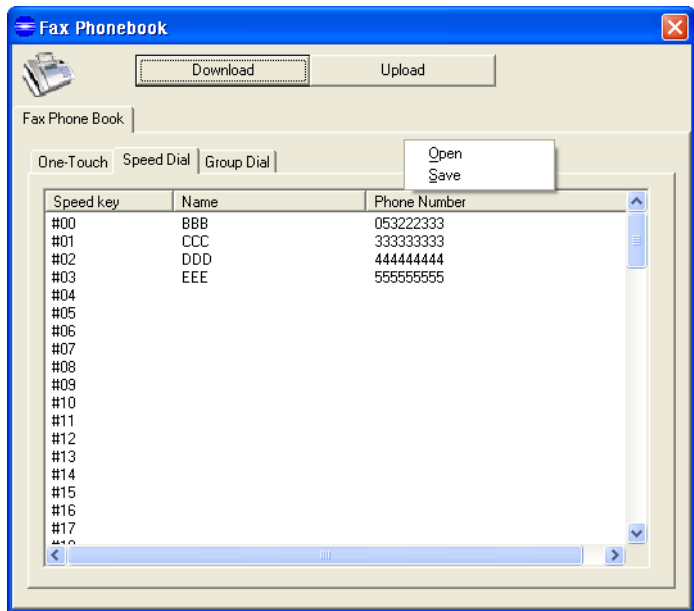 Fax Phonebook
Download Upload
Fax Phone Book
One-Touch Speed Dial Group Dial
Open
Save
Speed key Name Phone Number
#00 BBB 053222333
#01 CCC 333333333
#02 DDD 444444444
#03 EEE 555555555
#04
#05
#06
#07
#08
#09
#10
#11
#12
#13
#14
#15
#16
#17